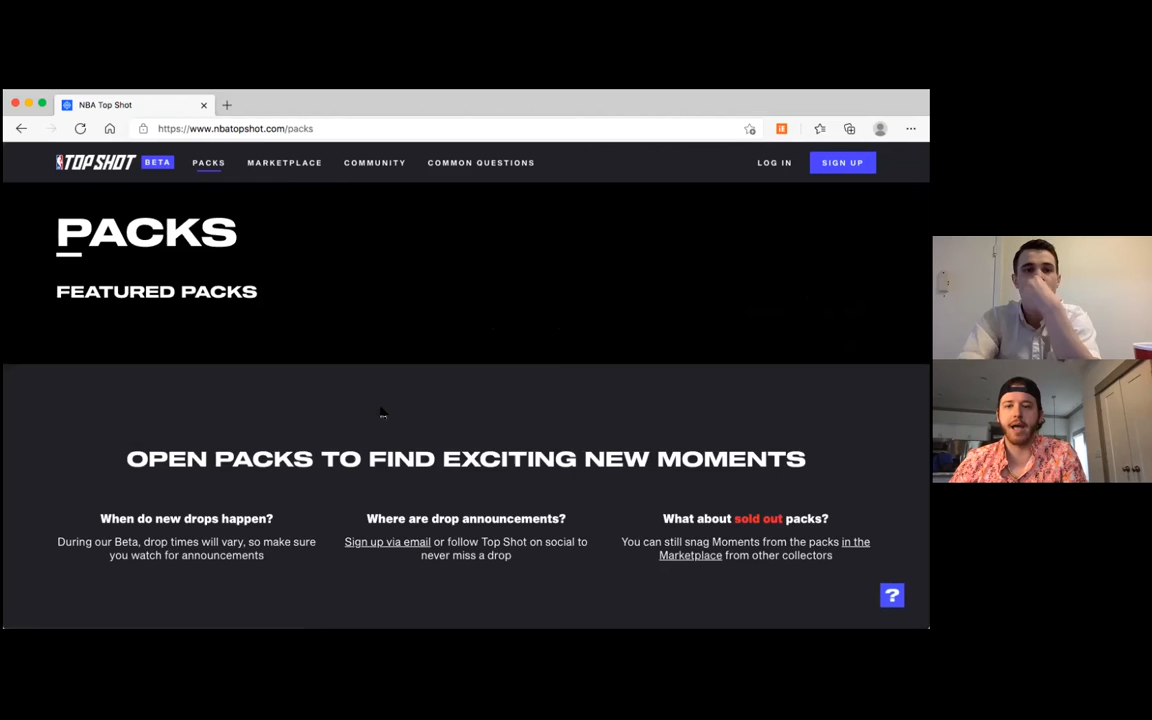 NBA Top Shot
https://www.nbatopshot.com/packs
TOP SHOT BETA PACKS MARKETPLACE COMMUNITY COMMON QUESTIONS LOG IN SIGN UP
PACKS
FEATURED PACKS
OPEN PACKS TO FIND EXCITING NEW MOMENTS
When do new drops happen?
During our Beta, drop times will vary, so make sure
you watch for announcements
Where are drop announcements?
Sign up via email or follow Top Shot on social to
never miss a drop
What about sold out packs?
You can still snag Moments from the packs in the
Marketplace from other collectors
?